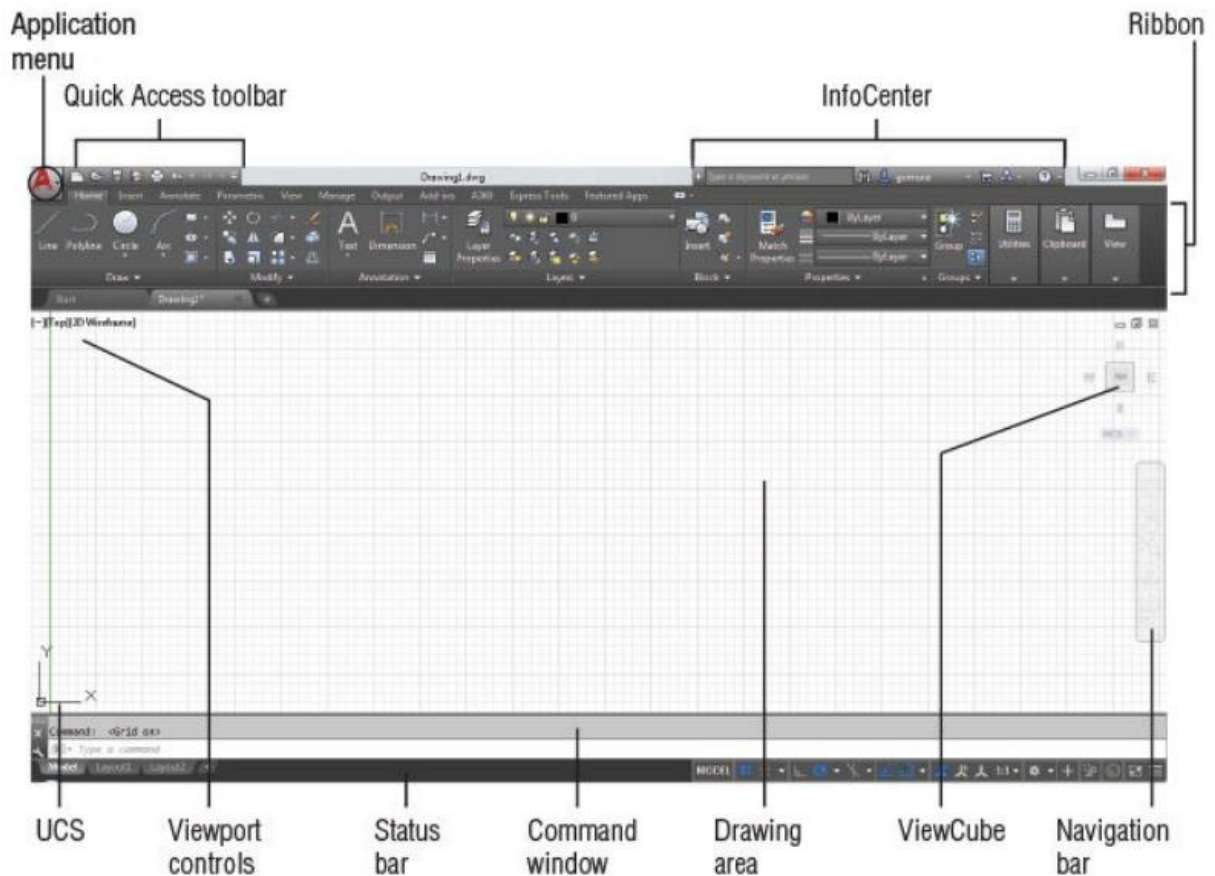 Application
menu
Ribbon
Quick Access toolbar
InfoCenter
A
Drawing1.dwg
Type a keyword or phrase
Home Insert Annotate Parametric View Manage Output Add-ins A360 Express Tools Featured Apps
Line Polyline Circle Arc
A
Text Dimension
Layer
Properties
Insert
Match
Properties
ByLayer
ByLayer
ByLayer
Group
Utilities Clipboard View
Draw Modify Annotation Layers Block Properties Groups
Start Drawing1*
[-][Top][2D Wireframe]
Y
X
Command: <Grid on>
Type a command
Model Layout1 Layout2 +
MODEL 1:1
UCS
Viewport
controls
Status
bar
Command
window
Drawing
area
ViewCube
Navigation
bar